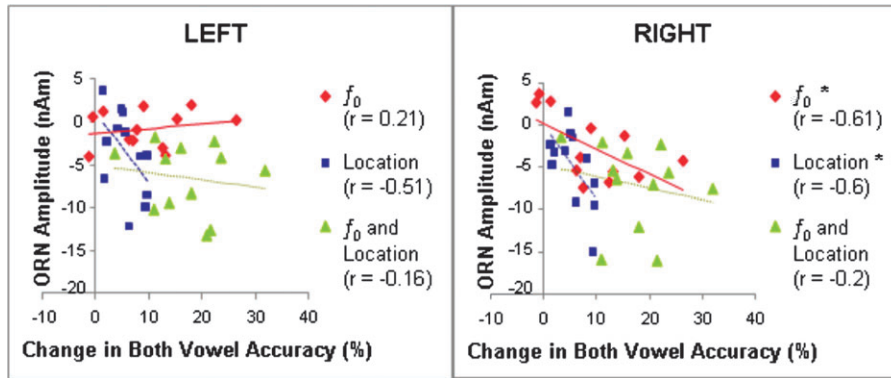 LEFT
ORN Amplitude (nAm)
5
0
-5
-10
-15
-20
-10
0
10
20
30
40
Change in Both Vowel Accuracy (%)
f0
(r = 0.21)
Location
(r = -0.51)
f0 and
Location
(r = -0.16)
RIGHT
ORN Amplitude (nAm)
5
0
-5
-10
-15
-20
-10
0
10
20
30
40
Change in Both Vowel Accuracy (%)
f0 *
(r = -0.61)
Location *
(r = -0.6)
f0 and
Location
(r = -0.2)